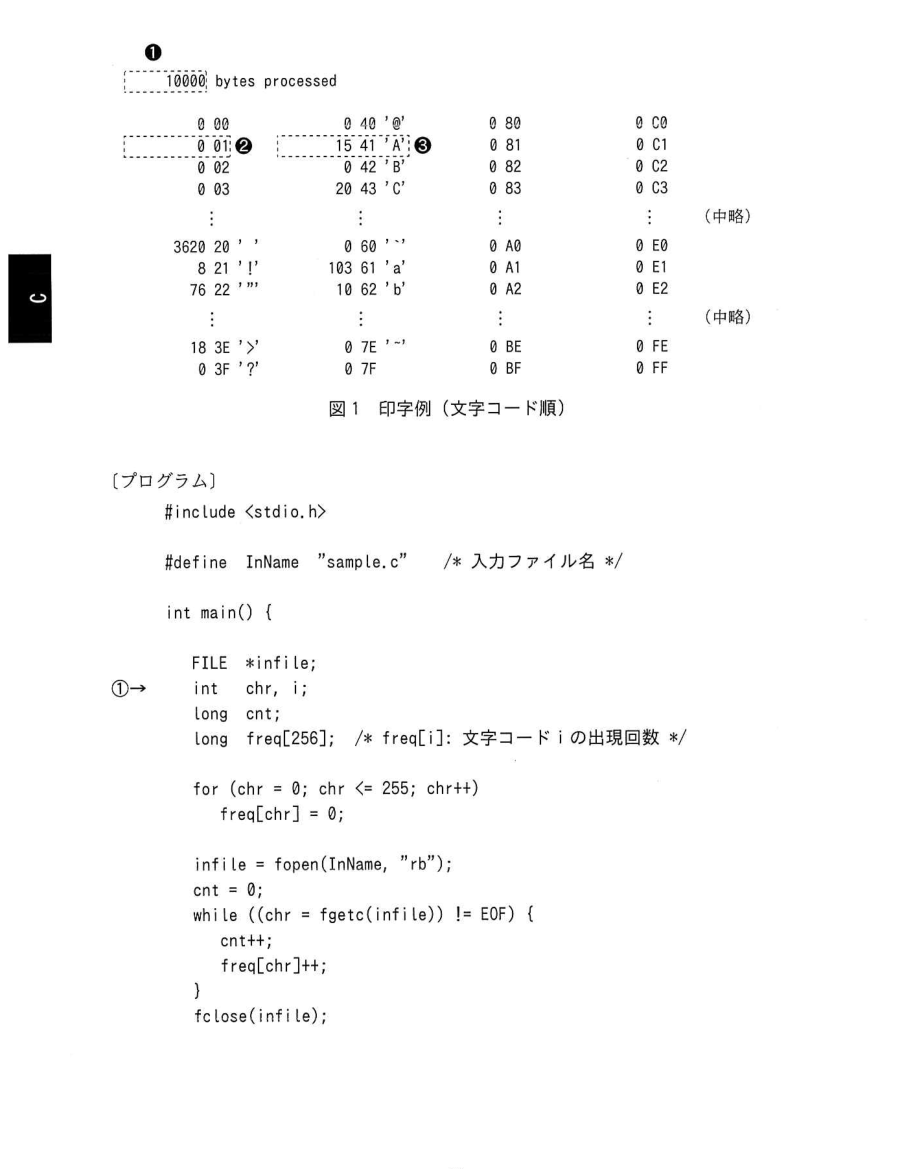 ❶
10000 bytes processed
0 00 0 40 '@' 0 80 0 C0
0 01 ❷ 15 41 'A' ❸ 0 81 0 C1
0 02 0 42 'B' 0 82 0 C2
0 03 20 43 'C' 0 83 0 C3
⋮ ⋮ ⋮ ⋮ (中略)
3620 20 ' ' 0 60 '`' 0 A0 0 E0
8 21 '!' 103 61 'a' 0 A1 0 E1
76 22 '"' 10 62 'b' 0 A2 0 E2
⋮ ⋮ ⋮ ⋮ (中略)
18 3E '>' 0 7E '~' 0 BE 0 FE
0 3F '?' 0 7F 0 BF 0 FF
図1 印字例(文字コード順)
C
〔プログラム〕
#include <stdio.h>
#define InName "sample.c" /* 入力ファイル名 */
int main() {
FILE *infile;
①→ int chr, i;
long cnt;
long freq[256]; /* freq[i]: 文字コードiの出現回数 */
for (chr = 0; chr <= 255; chr++)
freq[chr] = 0;
infile = fopen(InName, "rb");
cnt = 0;
while ((chr = fgetc(infile)) != EOF) {
cnt++;
freq[chr]++;
}
fclose(infile);